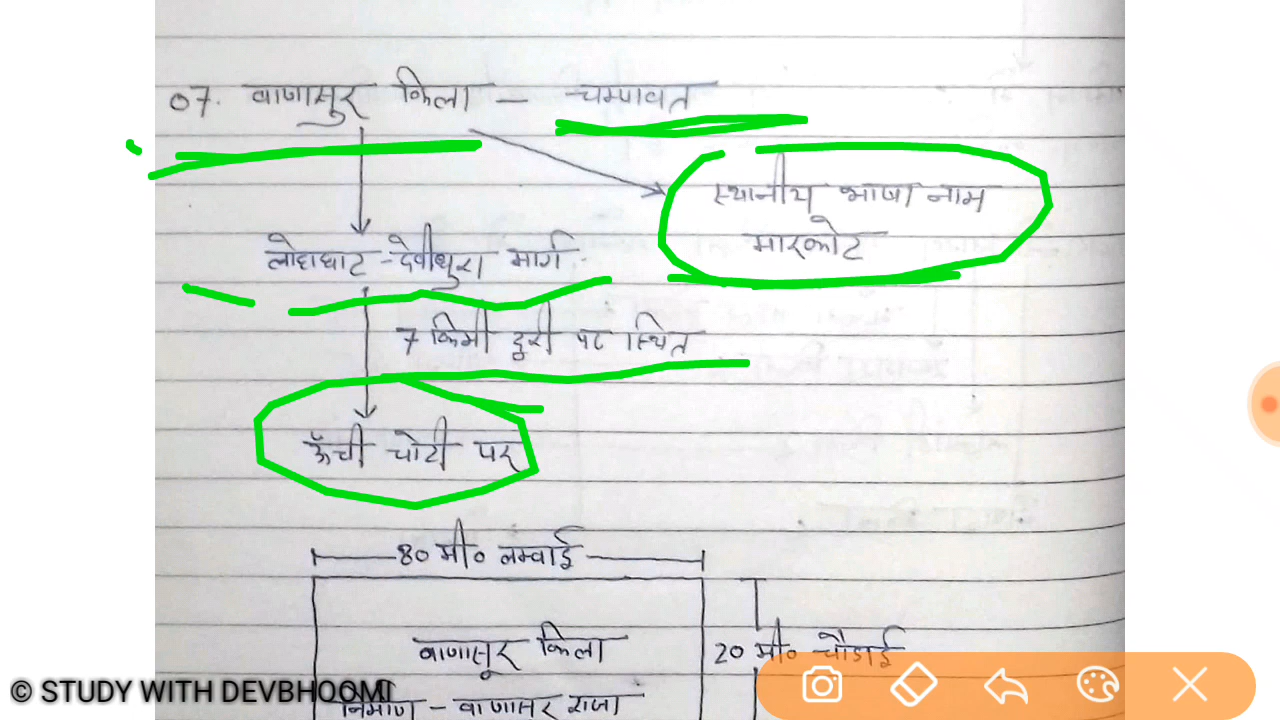 07. वाणासुर किला - चम्पावत
स्थानीय भाषा नाम
मारकोट
लोहाघाट - देवीधुरा मार्ग
7 किमी दुरी पर स्थित
ऊँची चोटी पर
80 मी० लम्बाई
वाणासुर किला
20 मी० चौडाई
निर्माण - वाणासुर राजा
© STUDY WITH DEVBHOOMI